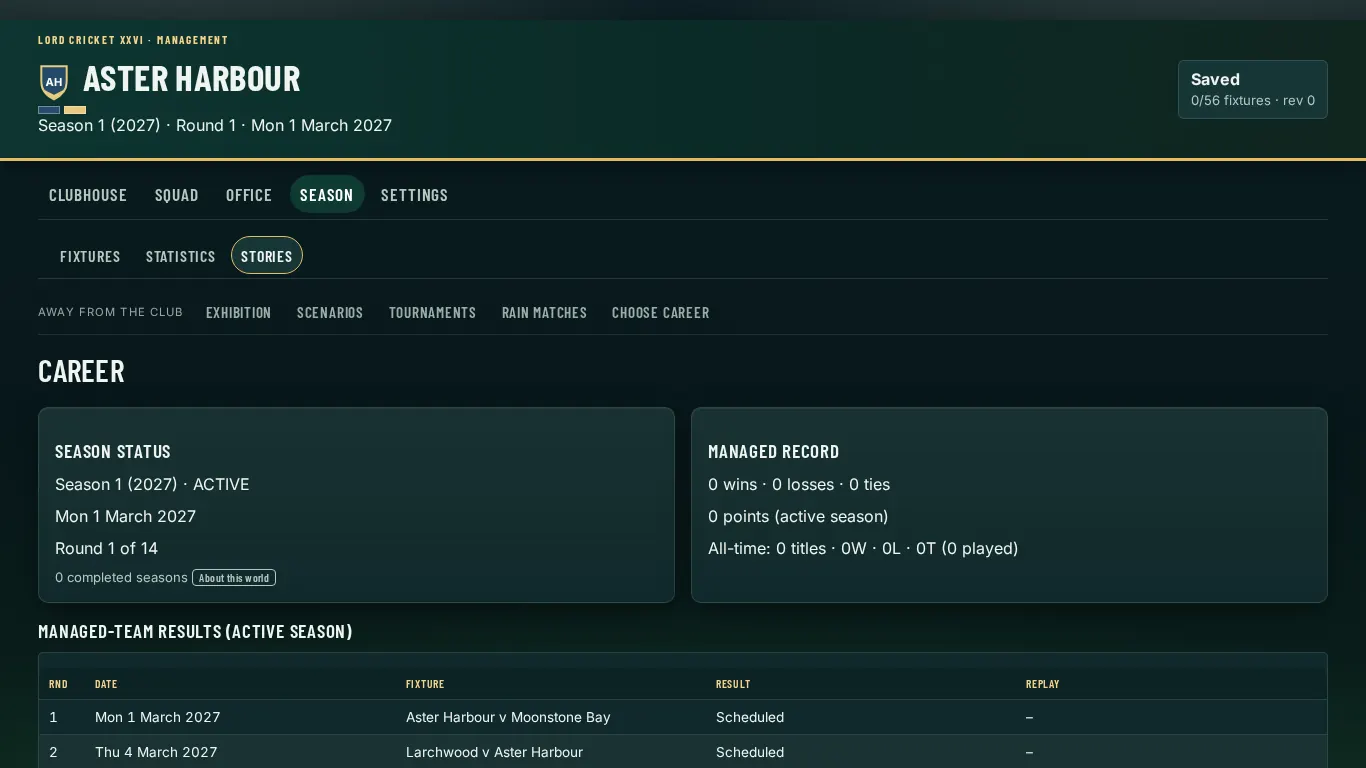 LORD CRICKET XXVI · MANAGEMENT
AH ASTER HARBOUR
Season 1 (2027) · Round 1 · Mon 1 March 2027
Saved
0/56 fixtures · rev 0
CLUBHOUSE SQUAD OFFICE SEASON SETTINGS
FIXTURES STATISTICS STORIES
AWAY FROM THE CLUB EXHIBITION SCENARIOS TOURNAMENTS RAIN MATCHES CHOOSE CAREER
CAREER
SEASON STATUS
Season 1 (2027) · ACTIVE
Mon 1 March 2027
Round 1 of 14
0 completed seasons About this world
MANAGED RECORD
0 wins · 0 losses · 0 ties
0 points (active season)
All-time: 0 titles · 0W · 0L · 0T (0 played)
MANAGED-TEAM RESULTS (ACTIVE SEASON)
RND DATE FIXTURE RESULT REPLAY
1 Mon 1 March 2027 Aster Harbour v Moonstone Bay Scheduled –
2 Thu 4 March 2027 Larchwood v Aster Harbour Scheduled –